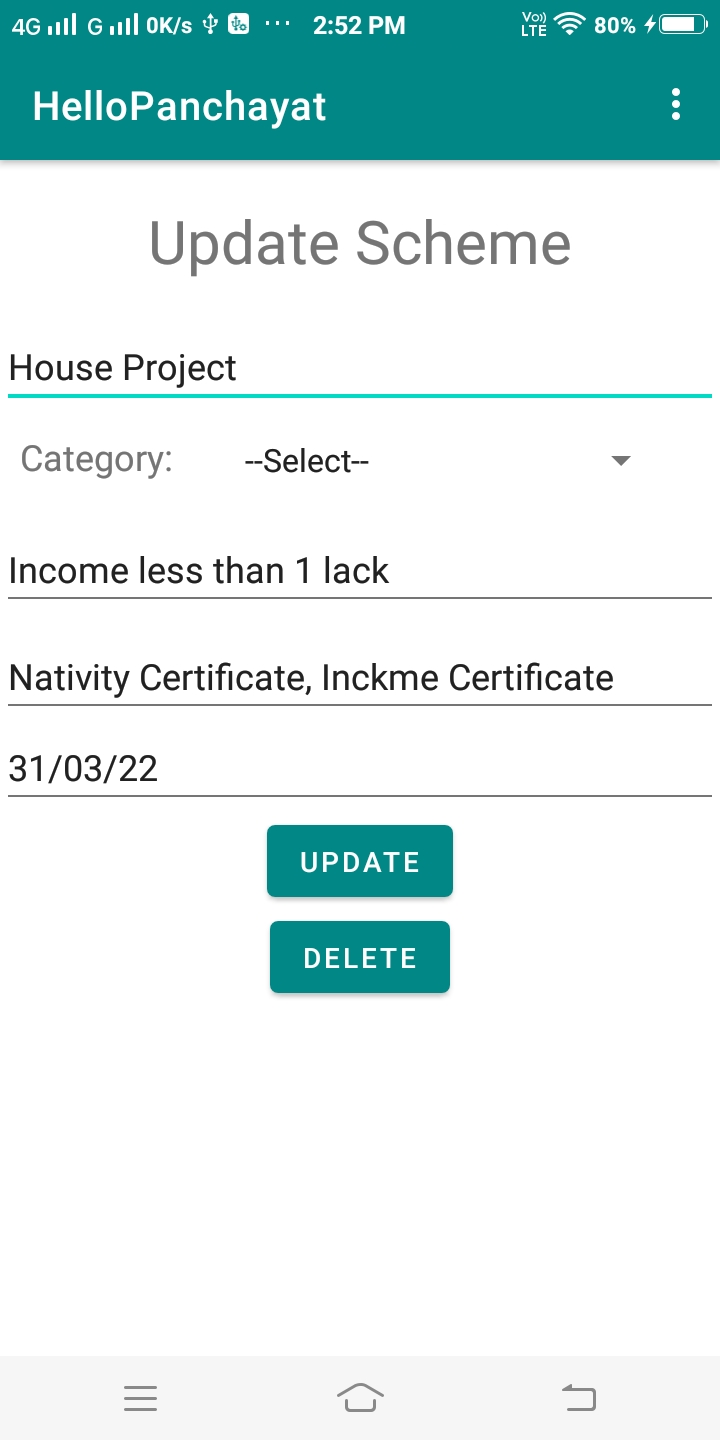 4G G 0K/s ... 2:52 PM Vo)) LTE 80%
HelloPanchayat
Update Scheme
House Project
Category: --Select--
Income less than 1 lack
Nativity Certificate, Inckme Certificate
31/03/22
UPDATE
DELETE